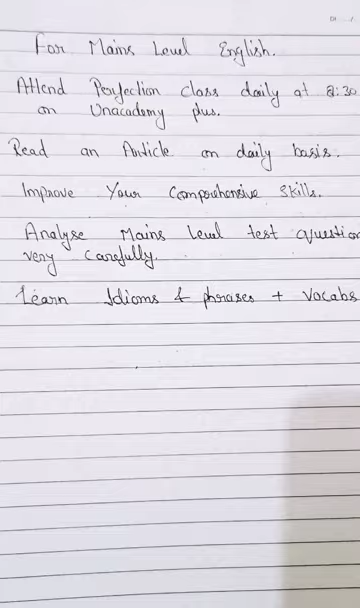 For Mains Level English.
Attend Perfection class daily at 8:30
on Unacademy plus.
Read an Article on daily basis.
Improve Your Comprehensive Skills.
Analyse Mains Level test question
very carefully.
Learn Idioms & phrases + Vocabs